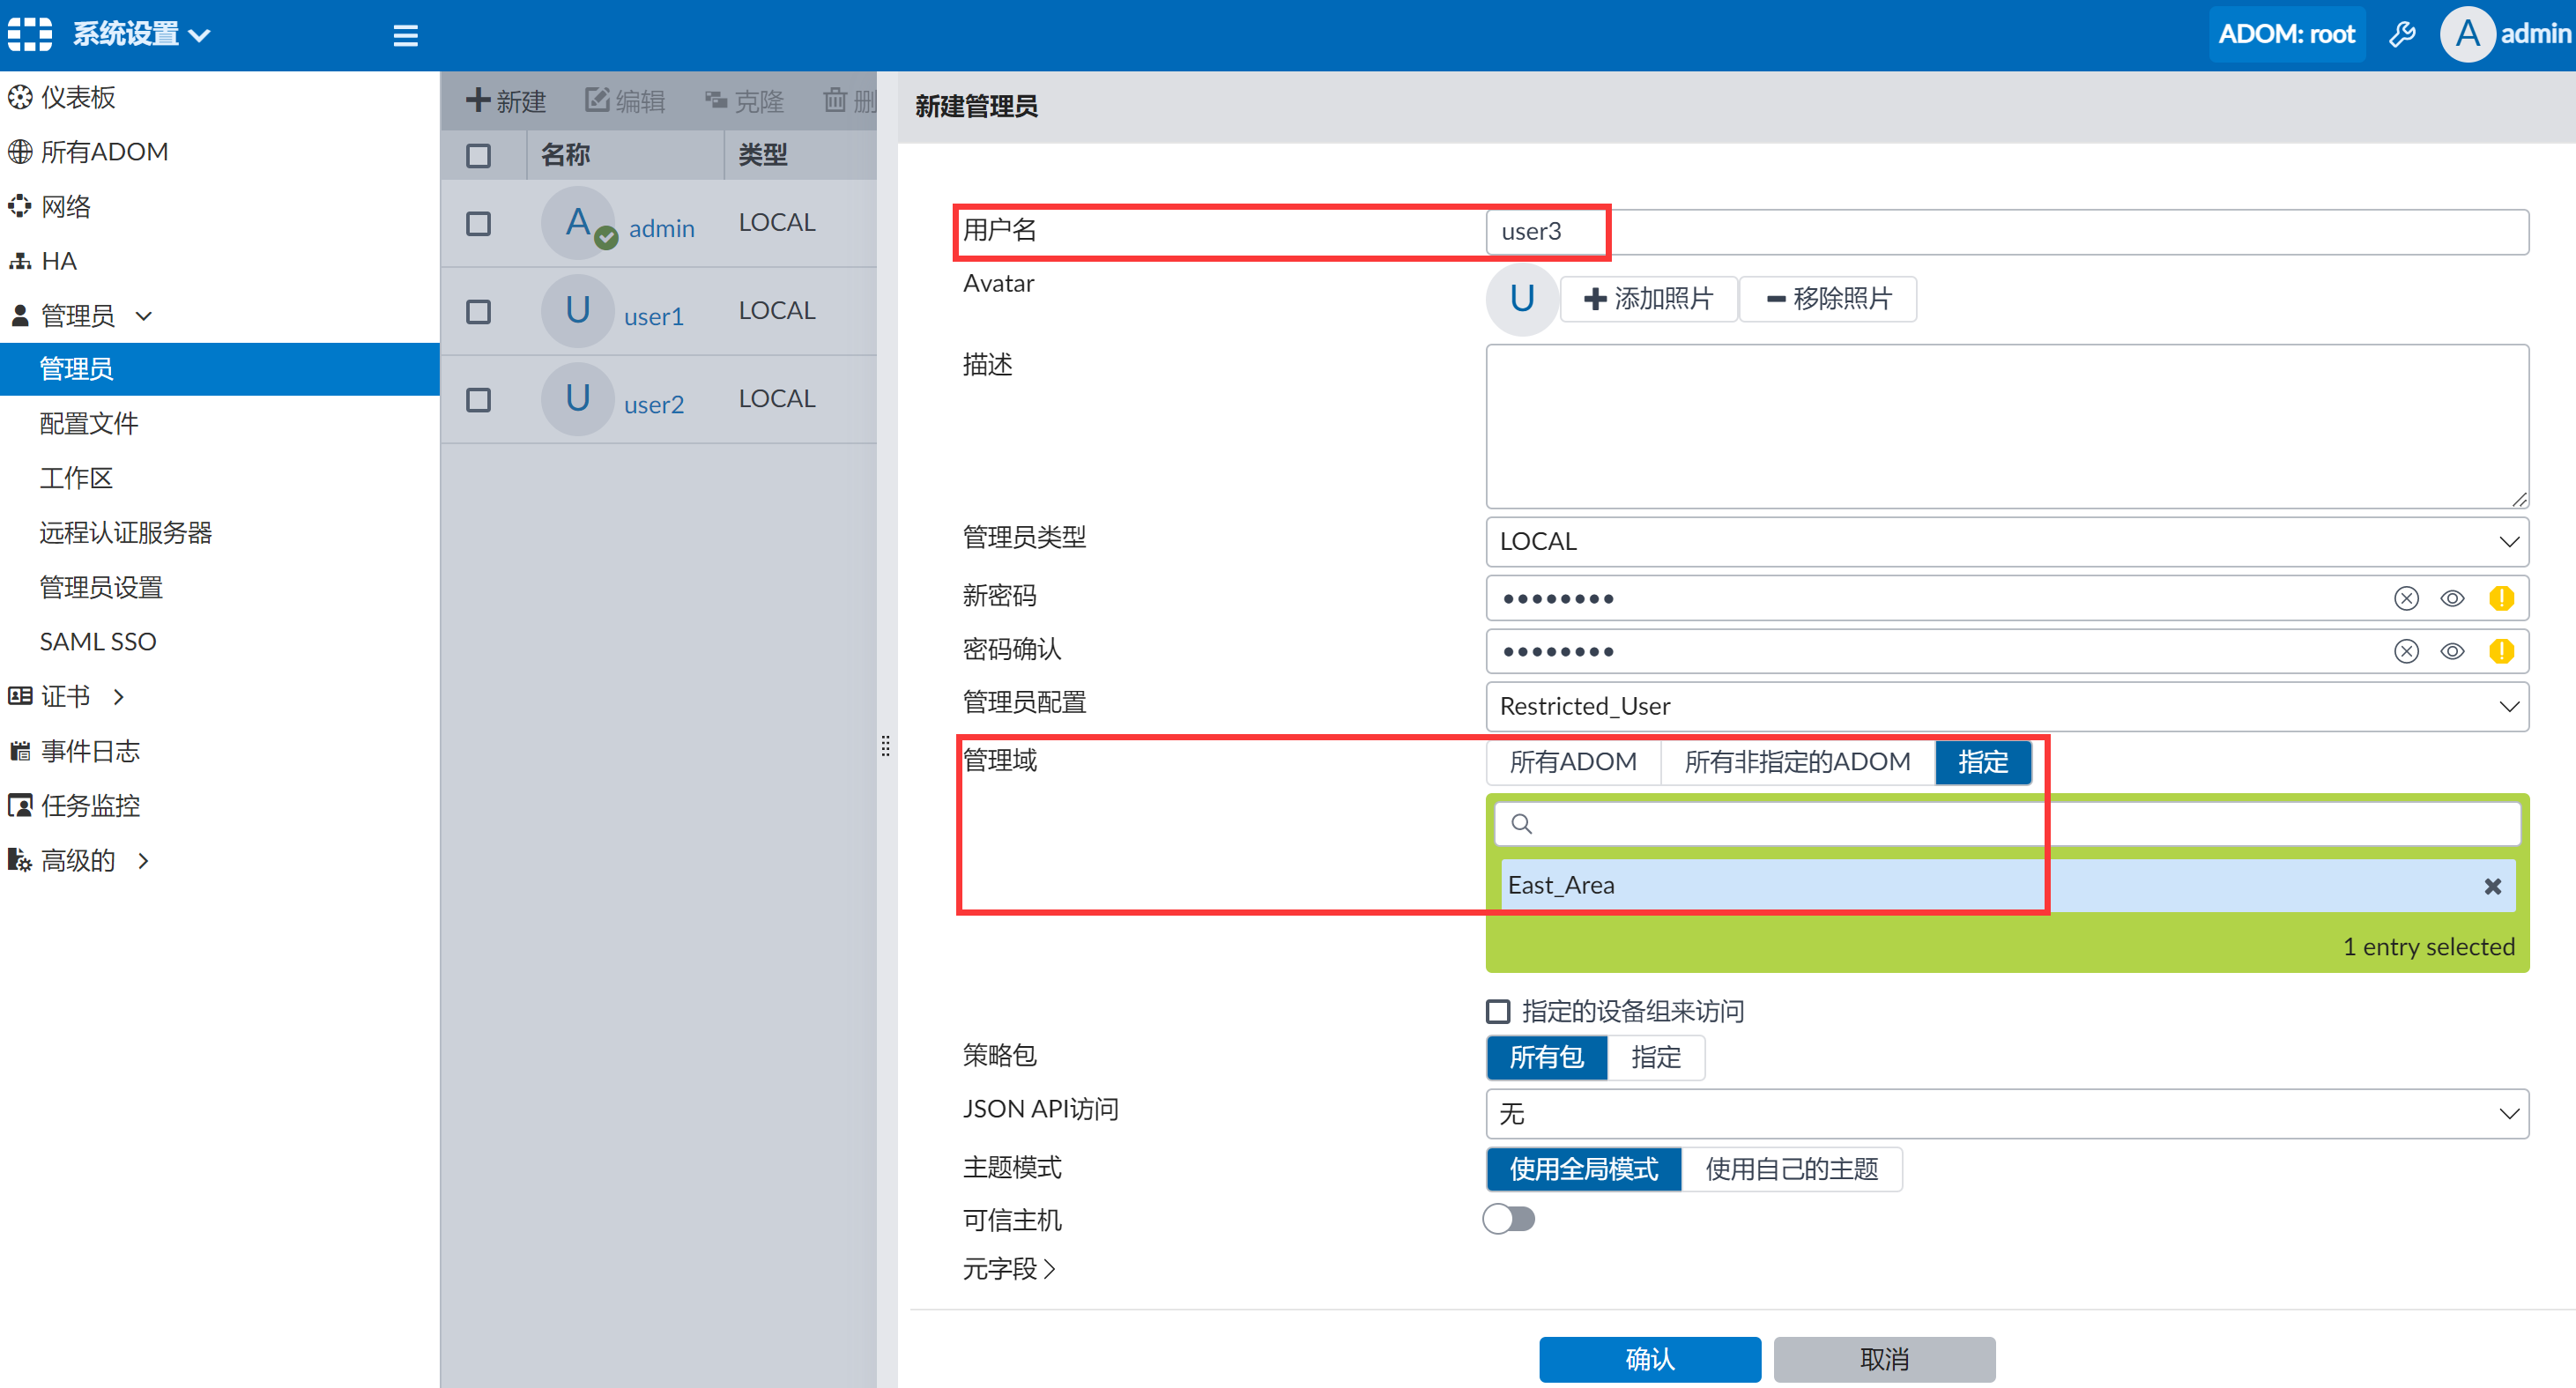 系统设置
ADOM: root
A
admin
仪表板
所有ADOM
网络
HA
管理员
管理员
配置文件
工作区
远程认证服务器
管理员设置
SAML SSO
证书
事件日志
任务监控
高级的
新建 编辑 克隆 删
名称 类型
A admin LOCAL
U user1 LOCAL
U user2 LOCAL
新建管理员
用户名 user3
Avatar U 添加照片 移除照片
描述
管理员类型 LOCAL
新密码 ••••••••
密码确认 ••••••••
管理员配置 Restricted_User
管理域 所有ADOM 所有非指定的ADOM 指定
East_Area
1 entry selected
指定的设备组来访问
策略包 所有包 指定
JSON API访问 无
主题模式 使用全局模式 使用自己的主题
可信主机
元字段
确认 取消